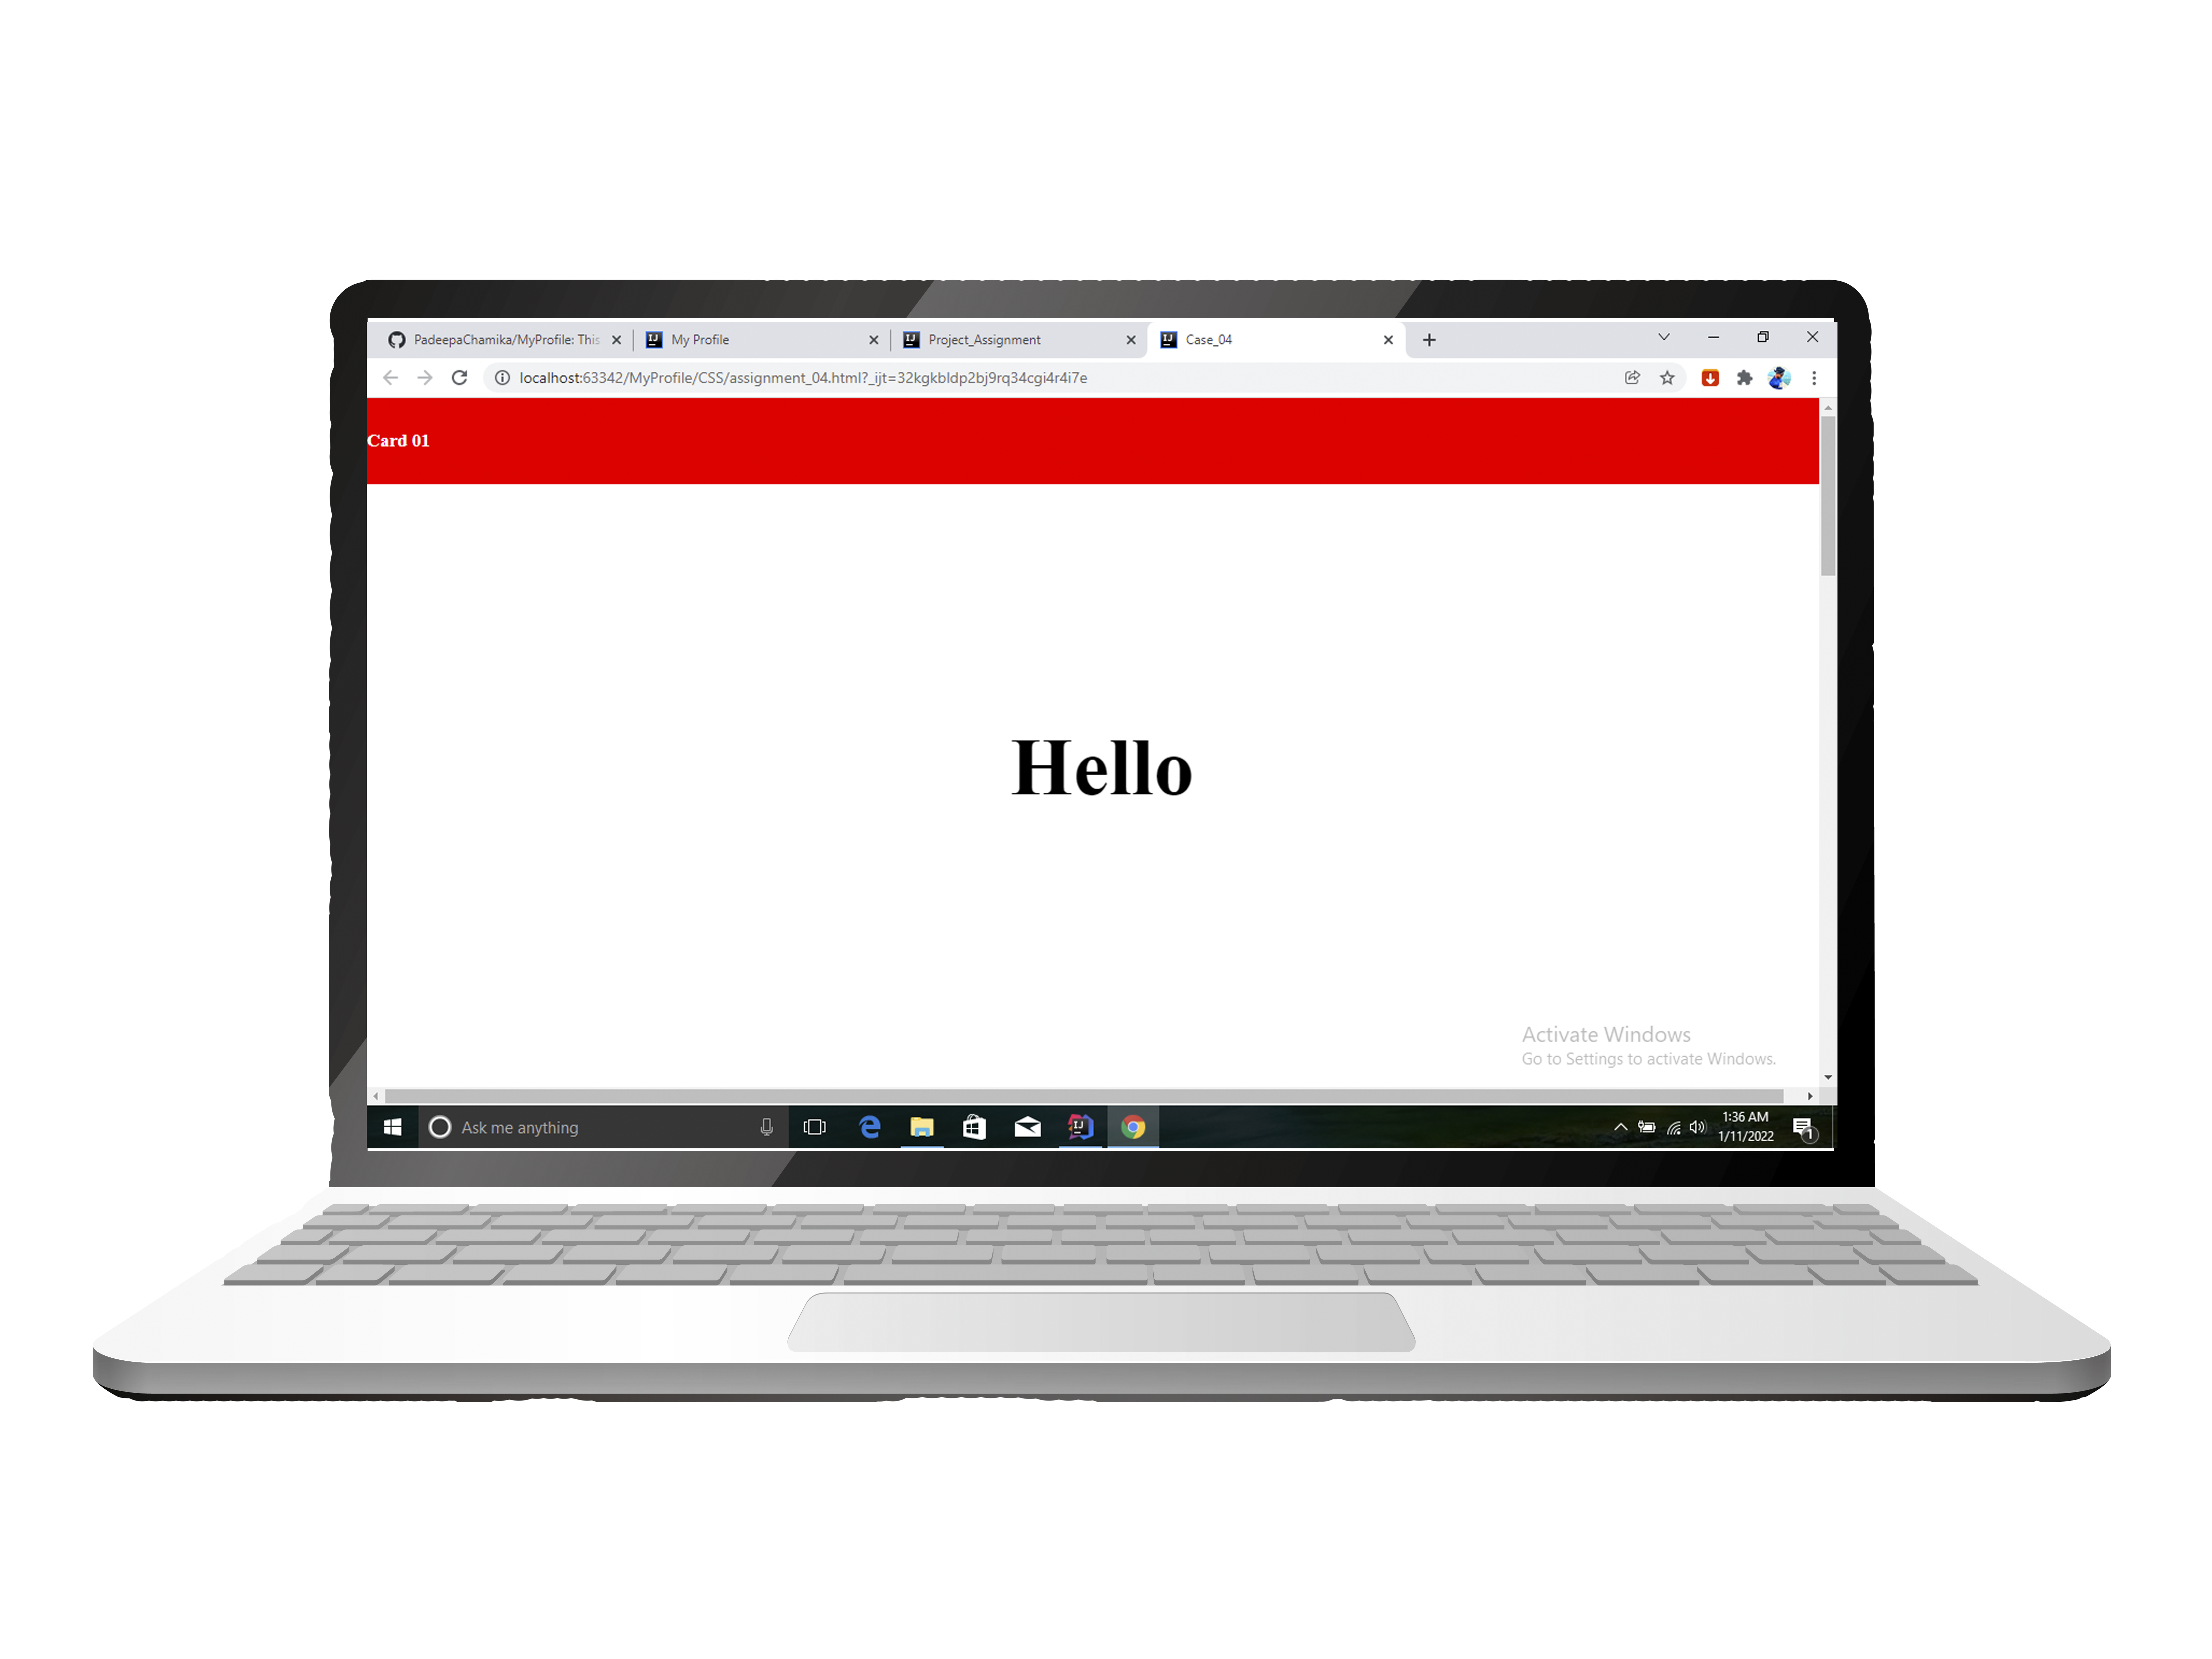 PadeepaChamika/MyProfile: This
My Profile
Project_Assignment
Case_04
localhost:63342/MyProfile/CSS/assignment_04.html?_ijt=32kgkbldp2bj9rq34cgi4r4i7e
Card 01
Hello
Activate Windows
Go to Settings to activate Windows.
Ask me anything
1:36 AM
1/11/2022
1